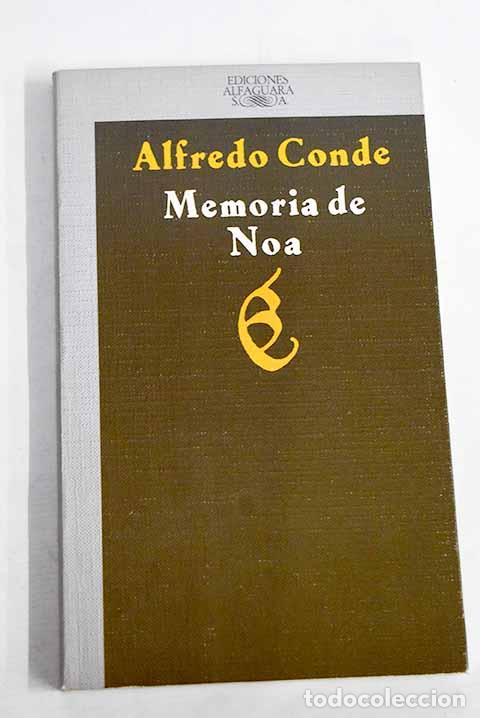 EDICIONES
ALFAGUARA
S. A.
Alfredo Conde
Memoria de
Noa
todocoleccion